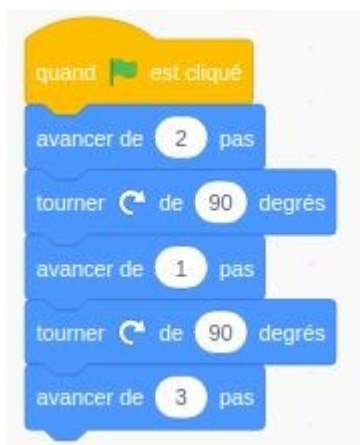 quand est cliqué
avancer de 2 pas
tourner de 90 degrés
avancer de 1 pas
tourner de 90 degrés
avancer de 3 pas